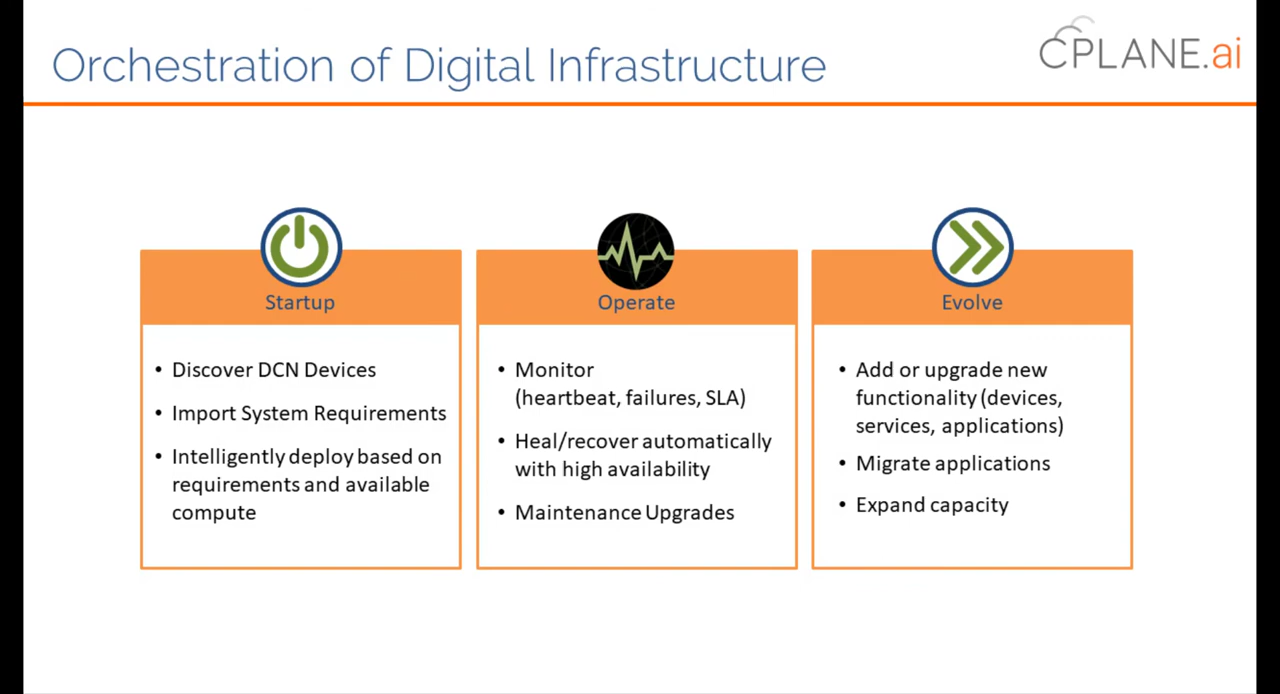 Orchestration of Digital Infrastructure
CPLANE.ai
Startup
• Discover DCN Devices
• Import System Requirements
• Intelligently deploy based on
requirements and available
compute
Operate
• Monitor
(heartbeat, failures, SLA)
• Heal/recover automatically
with high availability
• Maintenance Upgrades
Evolve
• Add or upgrade new
functionality (devices,
services, applications)
• Migrate applications
• Expand capacity